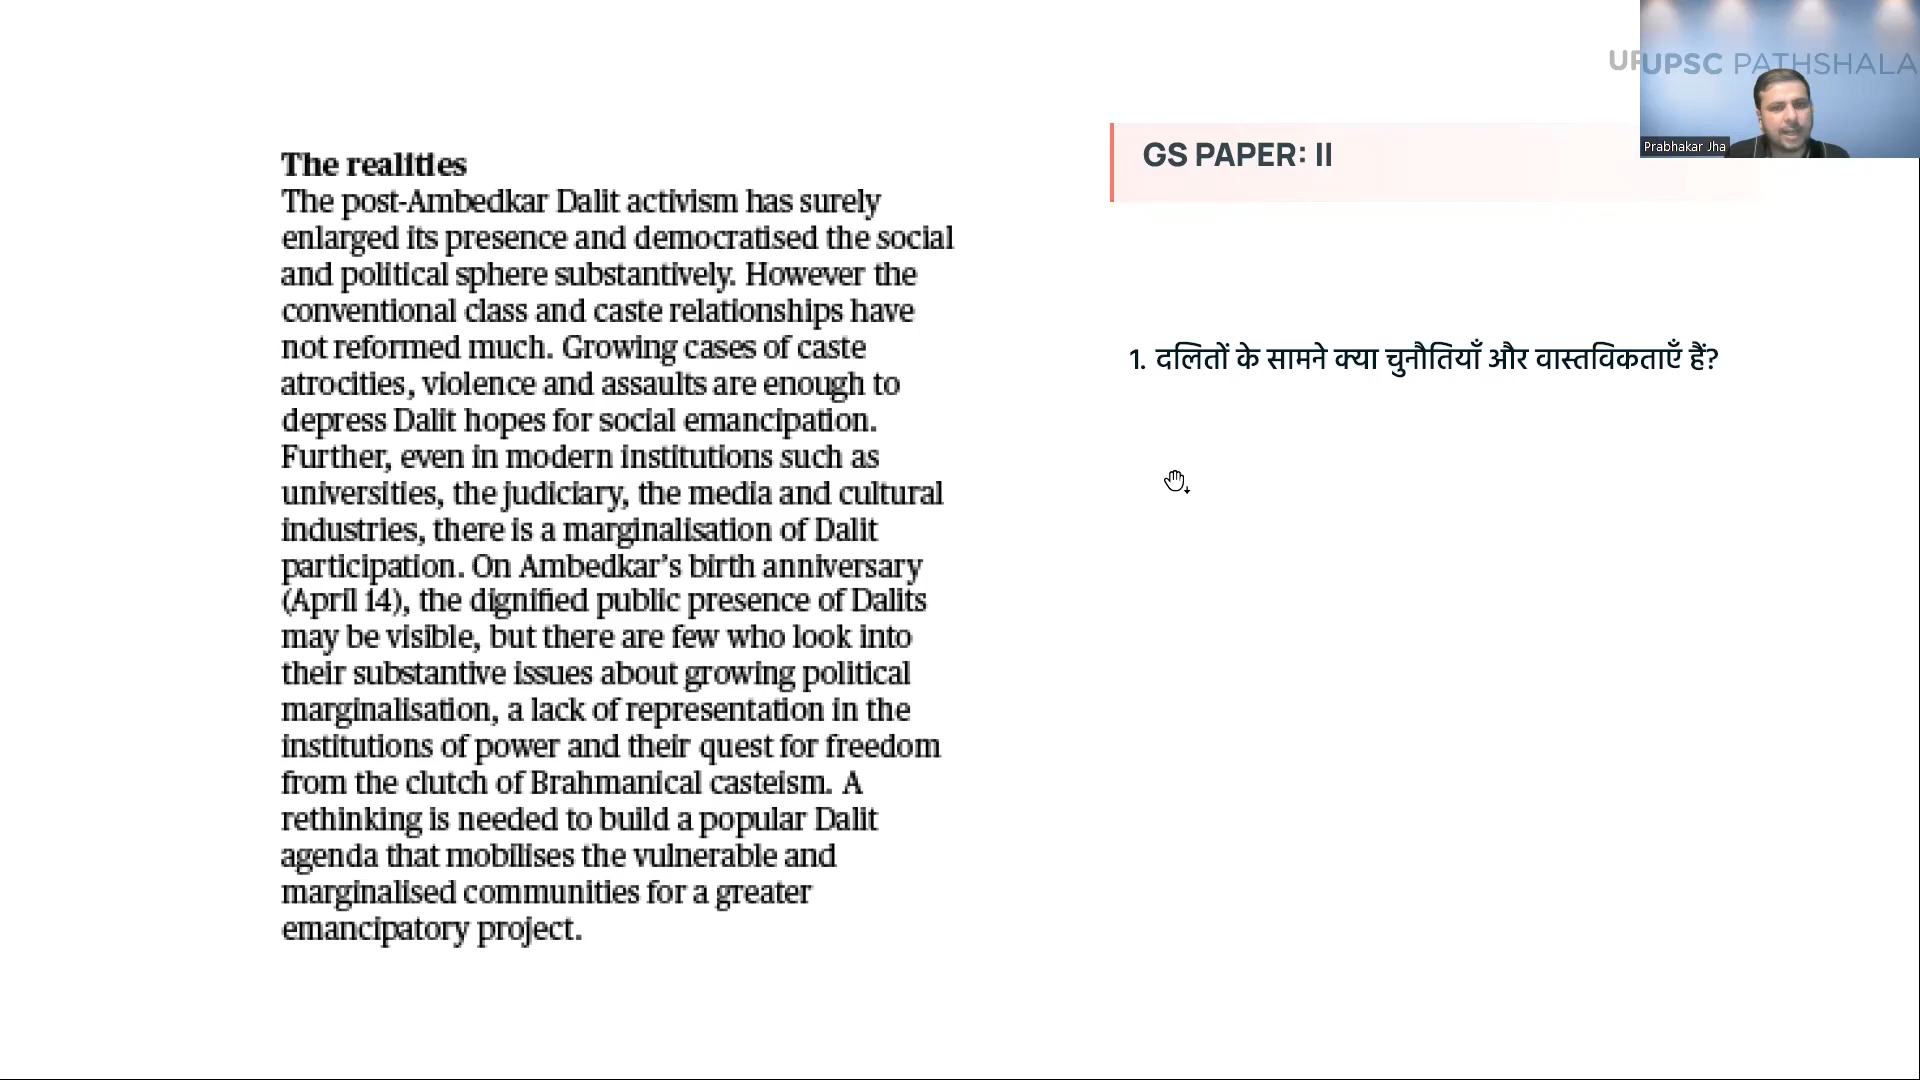 The realities
The post-Ambedkar Dalit activism has surely
enlarged its presence and democratised the social
and political sphere substantively. However the
conventional class and caste relationships have
not reformed much. Growing cases of caste
atrocities, violence and assaults are enough to
depress Dalit hopes for social emancipation.
Further, even in modern institutions such as
universities, the judiciary, the media and cultural
industries, there is a marginalisation of Dalit
participation. On Ambedkar’s birth anniversary
(April 14), the dignified public presence of Dalits
may be visible, but there are few who look into
their substantive issues about growing political
marginalisation, a lack of representation in the
institutions of power and their quest for freedom
from the clutch of Brahmanical casteism. A
rethinking is needed to build a popular Dalit
agenda that mobilises the vulnerable and
marginalised communities for a greater
emancipatory project.
GS PAPER: II
1. दलितों के सामने क्या चुनौतियाँ और वास्तविकताएँ हैं?
UPUPSC PATHSHALA
Prabhakar Jha